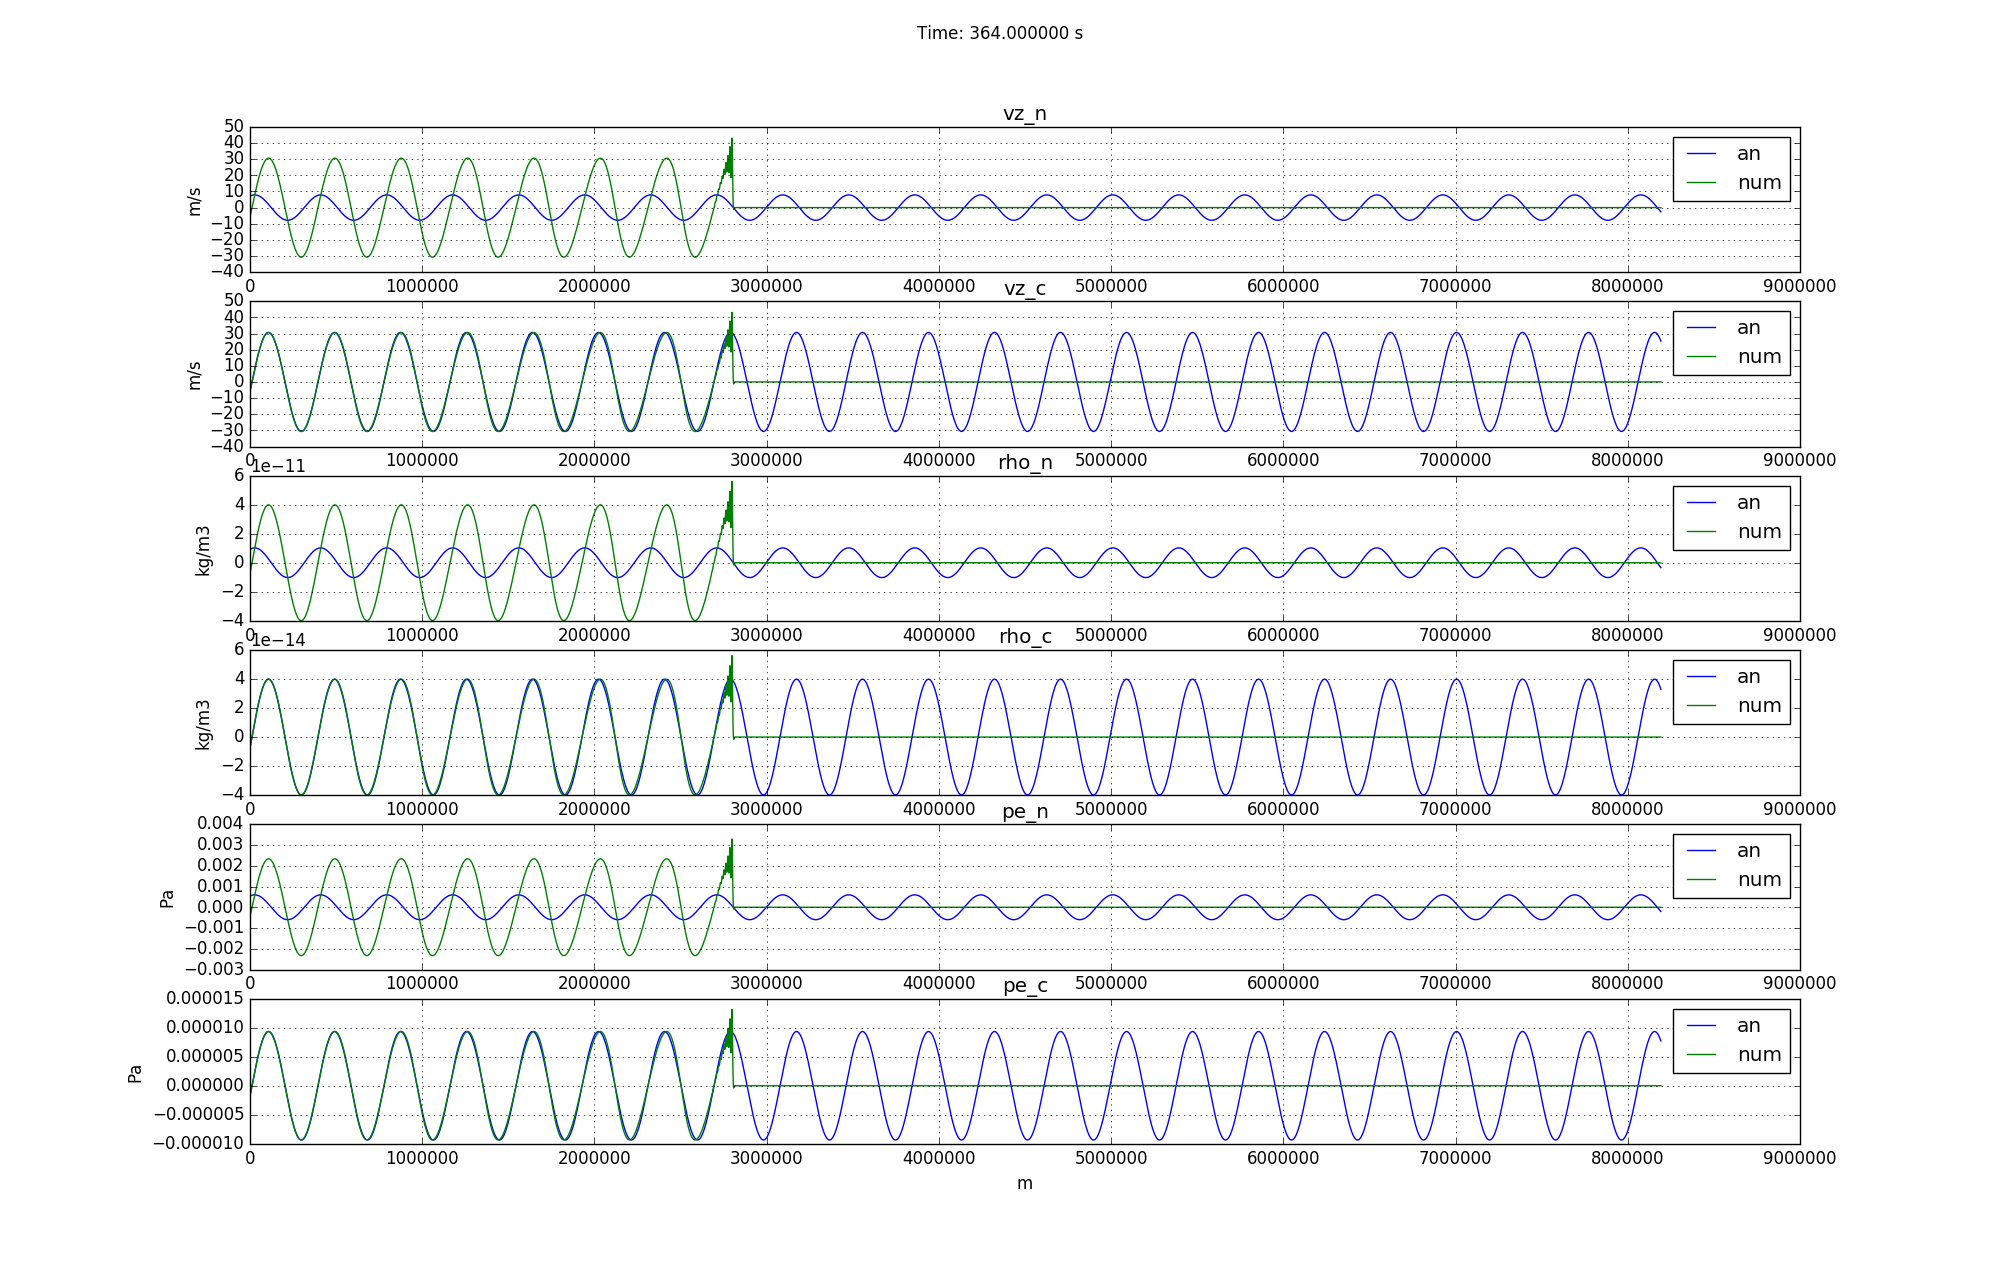 Time: 364.000000 s
vz_n
50
40
30
20
10
0
−10
−20
−30
−40
m/s
an
num
0 1000000 2000000 3000000 4000000 5000000 6000000 7000000 8000000 9000000
vz_c
50
40
30
20
10
0
−10
−20
−30
−40
m/s
an
num
0 1000000 2000000 3000000 4000000 5000000 6000000 7000000 8000000 9000000
1e−11
rho_n
6
4
2
0
−2
−4
kg/m3
an
num
0 1000000 2000000 3000000 4000000 5000000 6000000 7000000 8000000 9000000
1e−14
rho_c
6
4
2
0
−2
−4
kg/m3
an
num
0 1000000 2000000 3000000 4000000 5000000 6000000 7000000 8000000 9000000
pe_n
0.004
0.003
0.002
0.001
0.000
−0.001
−0.002
−0.003
Pa
an
num
0 1000000 2000000 3000000 4000000 5000000 6000000 7000000 8000000 9000000
pe_c
0.000015
0.000010
0.000005
0.000000
−0.000005
−0.000010
Pa
an
num
0 1000000 2000000 3000000 4000000 5000000 6000000 7000000 8000000 9000000
m